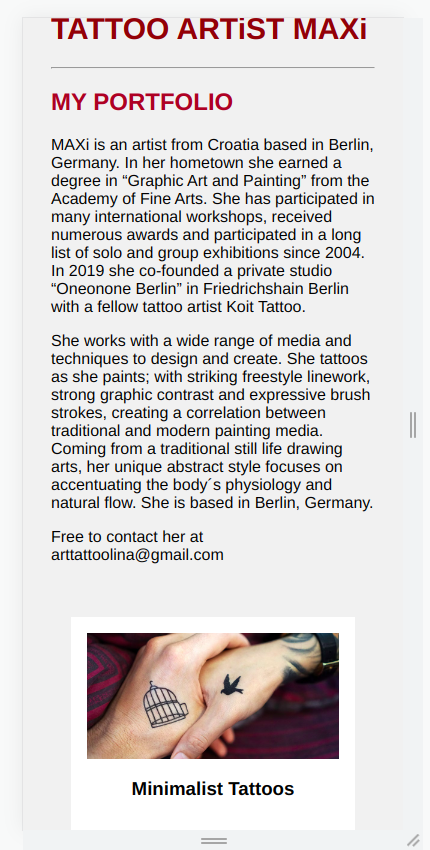 TATTOO ARTiST MAXi
MY PORTFOLIO
MAXi is an artist from Croatia based in Berlin,
Germany. In her hometown she earned a
degree in “Graphic Art and Painting” from the
Academy of Fine Arts. She has participated in
many international workshops, received
numerous awards and participated in a long
list of solo and group exhibitions since 2004.
In 2019 she co-founded a private studio
“Oneonone Berlin” in Friedrichshain Berlin
with a fellow tattoo artist Koit Tattoo.
She works with a wide range of media and
techniques to design and create. She tattoos
as she paints; with striking freestyle linework,
strong graphic contrast and expressive brush
strokes, creating a correlation between
traditional and modern painting media.
Coming from a traditional still life drawing
arts, her unique abstract style focuses on
accentuating the body´s physiology and
natural flow. She is based in Berlin, Germany.
Free to contact her at
arttattoolina@gmail.com
Minimalist Tattoos